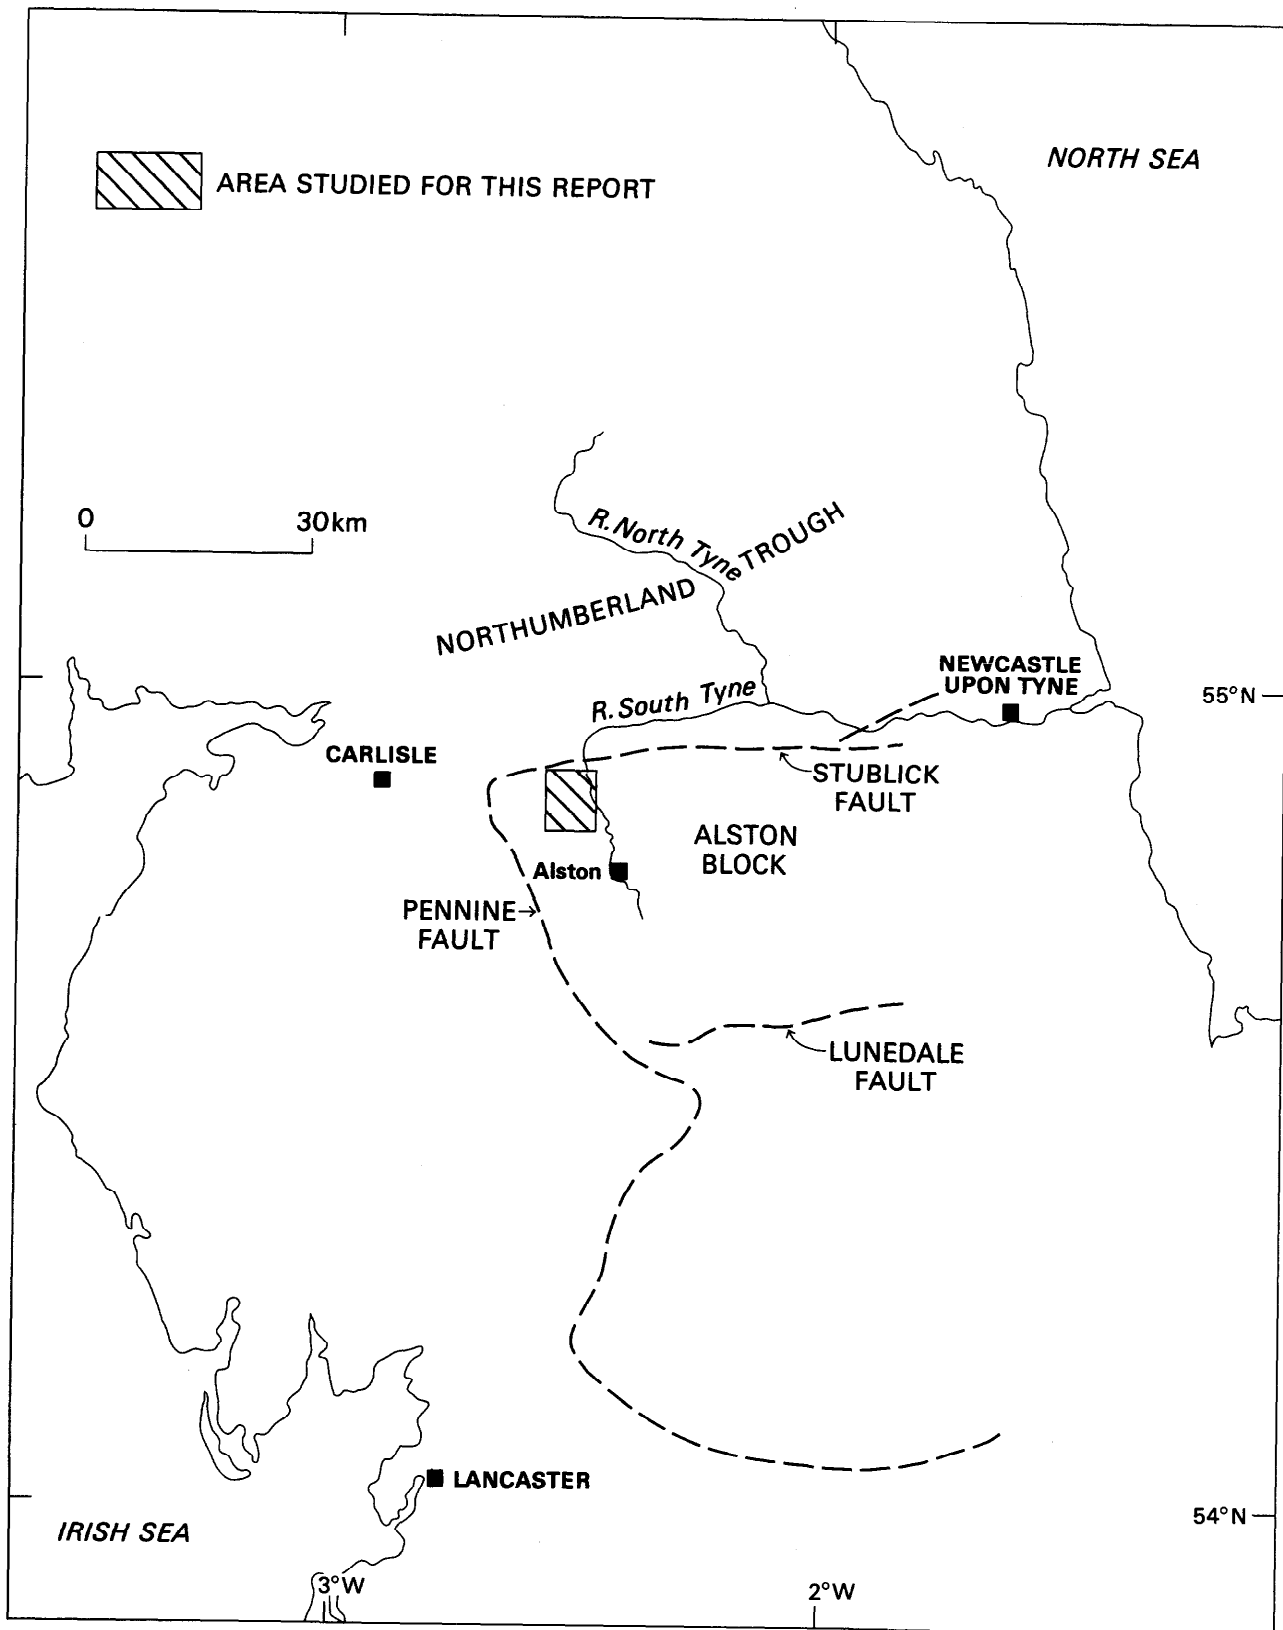 NORTH SEA
AREA STUDIED FOR THIS REPORT
0 30km
R. North Tyne
NORTHUMBERLAND TROUGH
R. South Tyne
NEWCASTLE
UPON TYNE
55°N
CARLISLE
STUBLICK
FAULT
ALSTON
BLOCK
Alston
PENNINE
FAULT
LUNEDALE
FAULT
LANCASTER
54°N
IRISH SEA
3°W
2°W